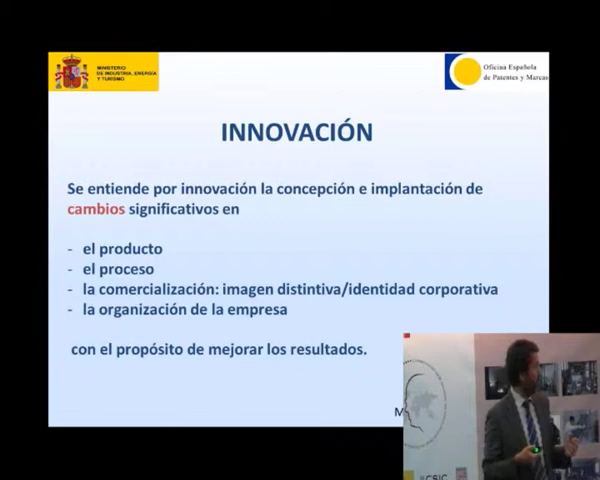 MINISTERIO
DE INDUSTRIA, ENERGÍA
Y TURISMO
Oficina Española
de Patentes y Marcas
INNOVACIÓN
Se entiende por innovación la concepción e implantación de
cambios significativos en
- el producto
- el proceso
- la comercialización: imagen distintiva/identidad corporativa
- la organización de la empresa
con el propósito de mejorar los resultados.
M
CSIC